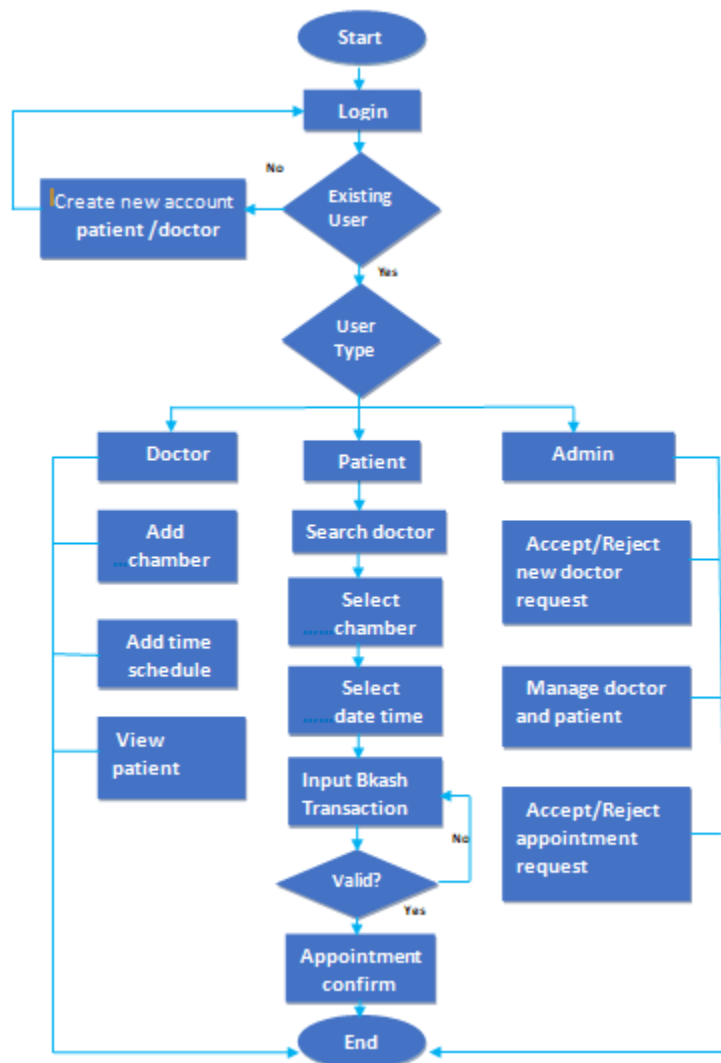 Start
Login
No
Create new account
patient /doctor
Existing
User
Yes
User
Type
Doctor
Patient
Admin
Add
...chamber
Search doctor
Accept/Reject
new doctor
request
Select
......chamber
Add time
schedule
Select
......date time
Manage doctor
and patient
View
patient
Input Bkash
Transaction
Accept/Reject
appointment
request
No
Valid?
Yes
Appointment
confirm
End